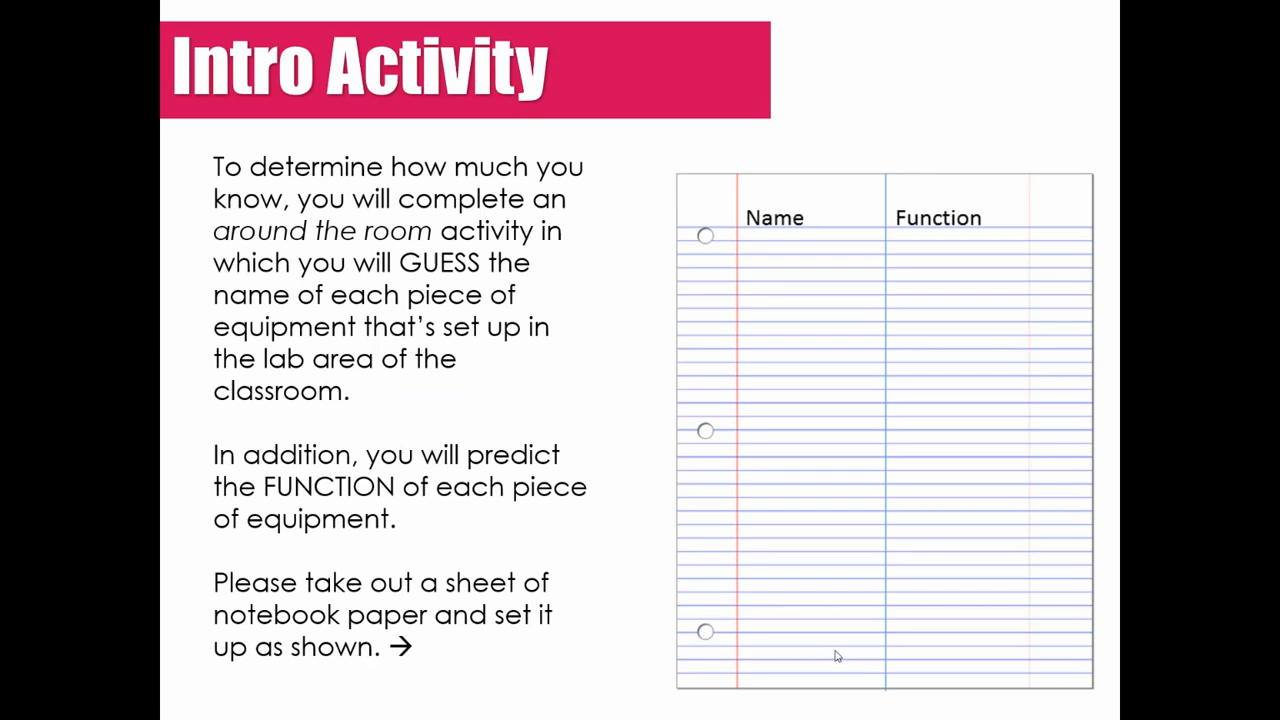 Intro Activity
To determine how much you
know, you will complete an
around the room activity in
which you will GUESS the
name of each piece of
equipment that's set up in
the lab area of the
classroom.
In addition, you will predict
the FUNCTION of each piece
of equipment.
Please take out a sheet of
notebook paper and set it
up as shown. →
Name Function